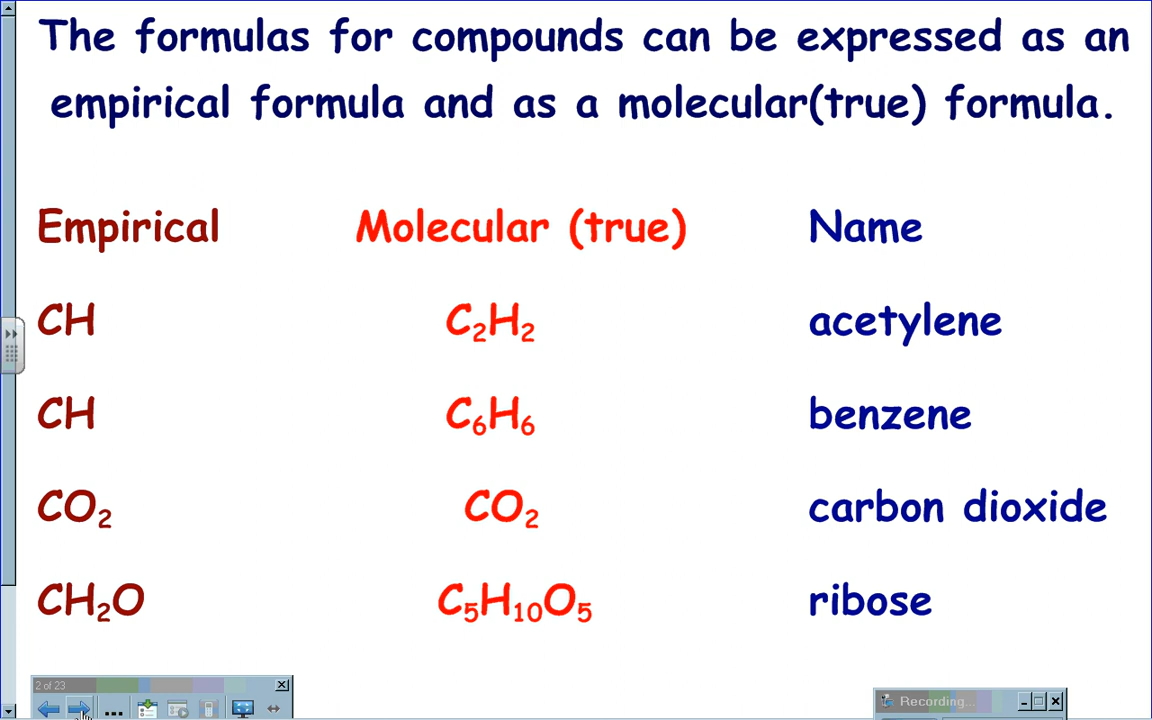 The formulas for compounds can be expressed as an
empirical formula and as a molecular(true) formula.
Empirical Molecular (true) Name
CH C₂H₂ acetylene
CH C₆H₆ benzene
CO₂ CO₂ carbon dioxide
CH₂O C₅H₁₀O₅ ribose
2 of 23
Recording...